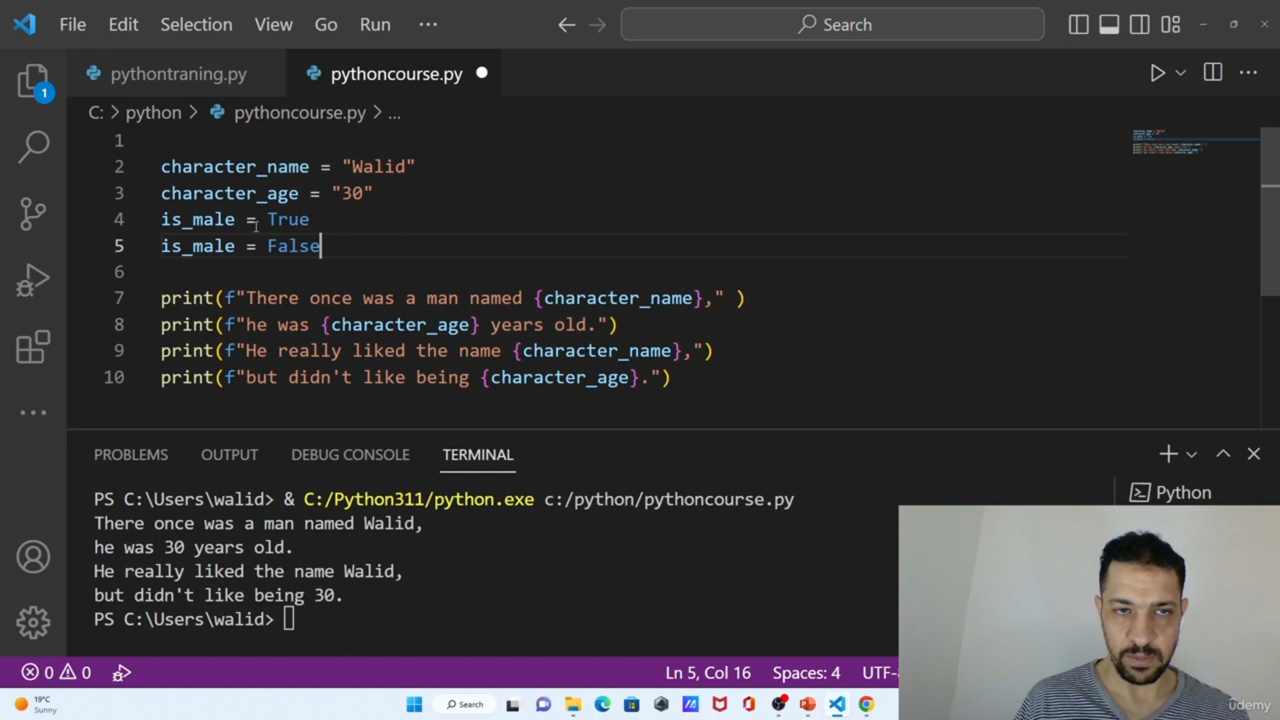 File Edit Selection View Go Run ··· Search
pythontraning.py pythoncourse.py
C: > python > pythoncourse.py > ...
1
2 character_name = "Walid"
3 character_age = "30"
4 is_male = True
5 is_male = False
6
7 print(f"There once was a man named {character_name}," )
8 print(f"he was {character_age} years old.")
9 print(f"He really liked the name {character_name},")
10 print(f"but didn't like being {character_age}.")
PROBLEMS OUTPUT DEBUG CONSOLE TERMINAL
PS C:\Users\walid> & C:/Python311/python.exe c:/python/pythoncourse.py
Python
There once was a man named Walid,
he was 30 years old.
He really liked the name Walid,
but didn't like being 30.
PS C:\Users\walid>
0 0 Ln 5, Col 16 Spaces: 4 UTF-
19°C
Sunny
Search
1
ûdemy